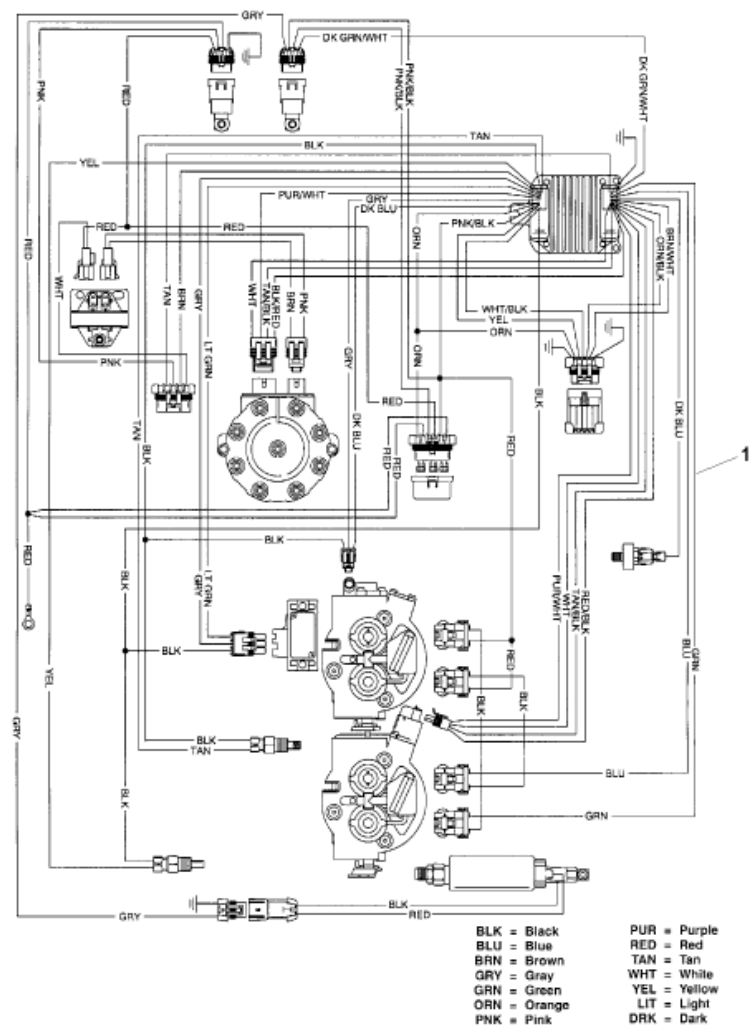 GRY
DK GRN/WHT
PNK/BLK
PNK/BLK
DK GRN/WHT
PNK
RED
TAN
BLK
YEL
PUR/WHT
GRY
DK BLU
PNK/BLK
ORN
RED
RED
RED
WHT
TAN
BRN
GRY
WHT
TAN/BLK
BLK/RED
BRN
PNK
BRN/WHT
ORN/BLK
WHT/BLK
YEL
ORN
PNK
LT GRN
GRY
ORN
RED
BLK
RED
DK BLU
TAN
BLK
DK BLU
RED
RED
1
BLK
RED
BLK
LT GRN
GRY
PUR/WHT
WHT
TAN/BLK
RED/BLK
BLK
RED
BLU
GRN
YEL
BLK
BLK
GRY
BLK
TAN
BLK
BLU
GRN
BLK
RED
GRY
BLK = Black
BLU = Blue
BRN = Brown
GRY = Gray
GRN = Green
ORN = Orange
PNK = Pink
PUR = Purple
RED = Red
TAN = Tan
WHT = White
YEL = Yellow
LIT = Light
DRK = Dark